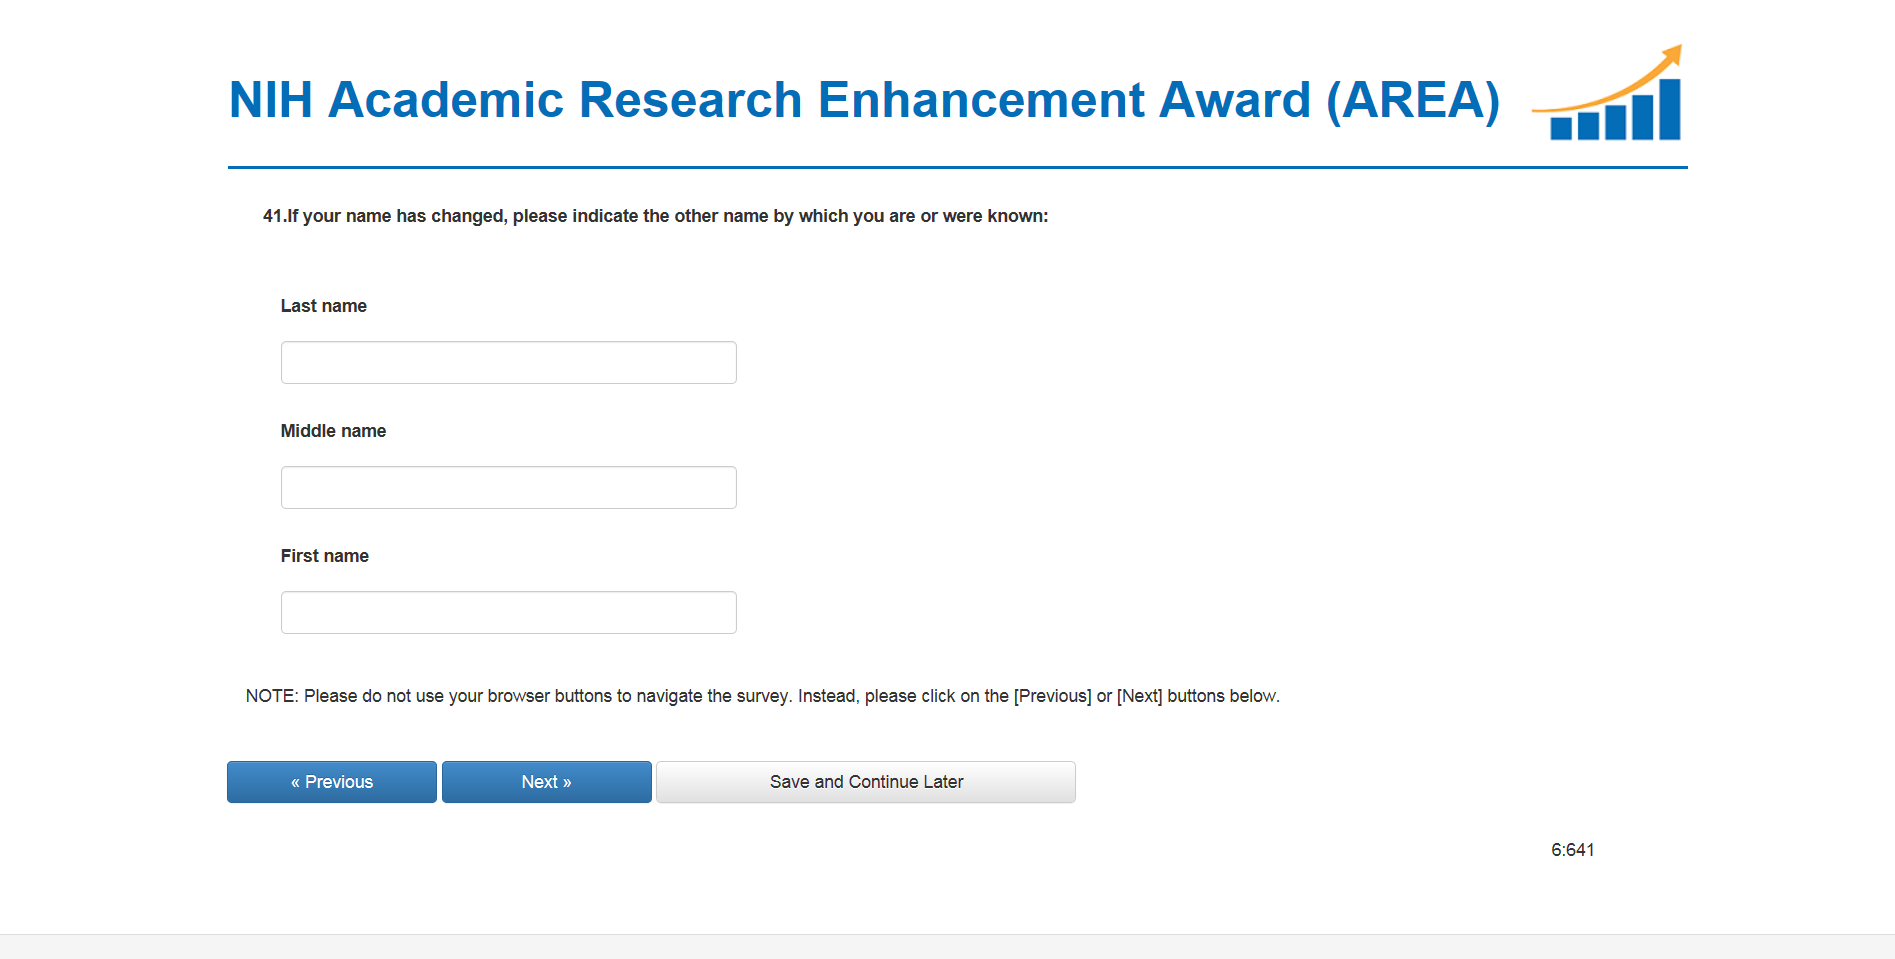 NIH Academic Research Enhancement Award (AREA)
41.If your name has changed, please indicate the other name by which you are or were known:
Last name
Middle name
First name
NOTE: Please do not use your browser buttons to navigate the survey. Instead, please click on the [Previous] or [Next] buttons below.
« Previous
Next »
Save and Continue Later
6:641